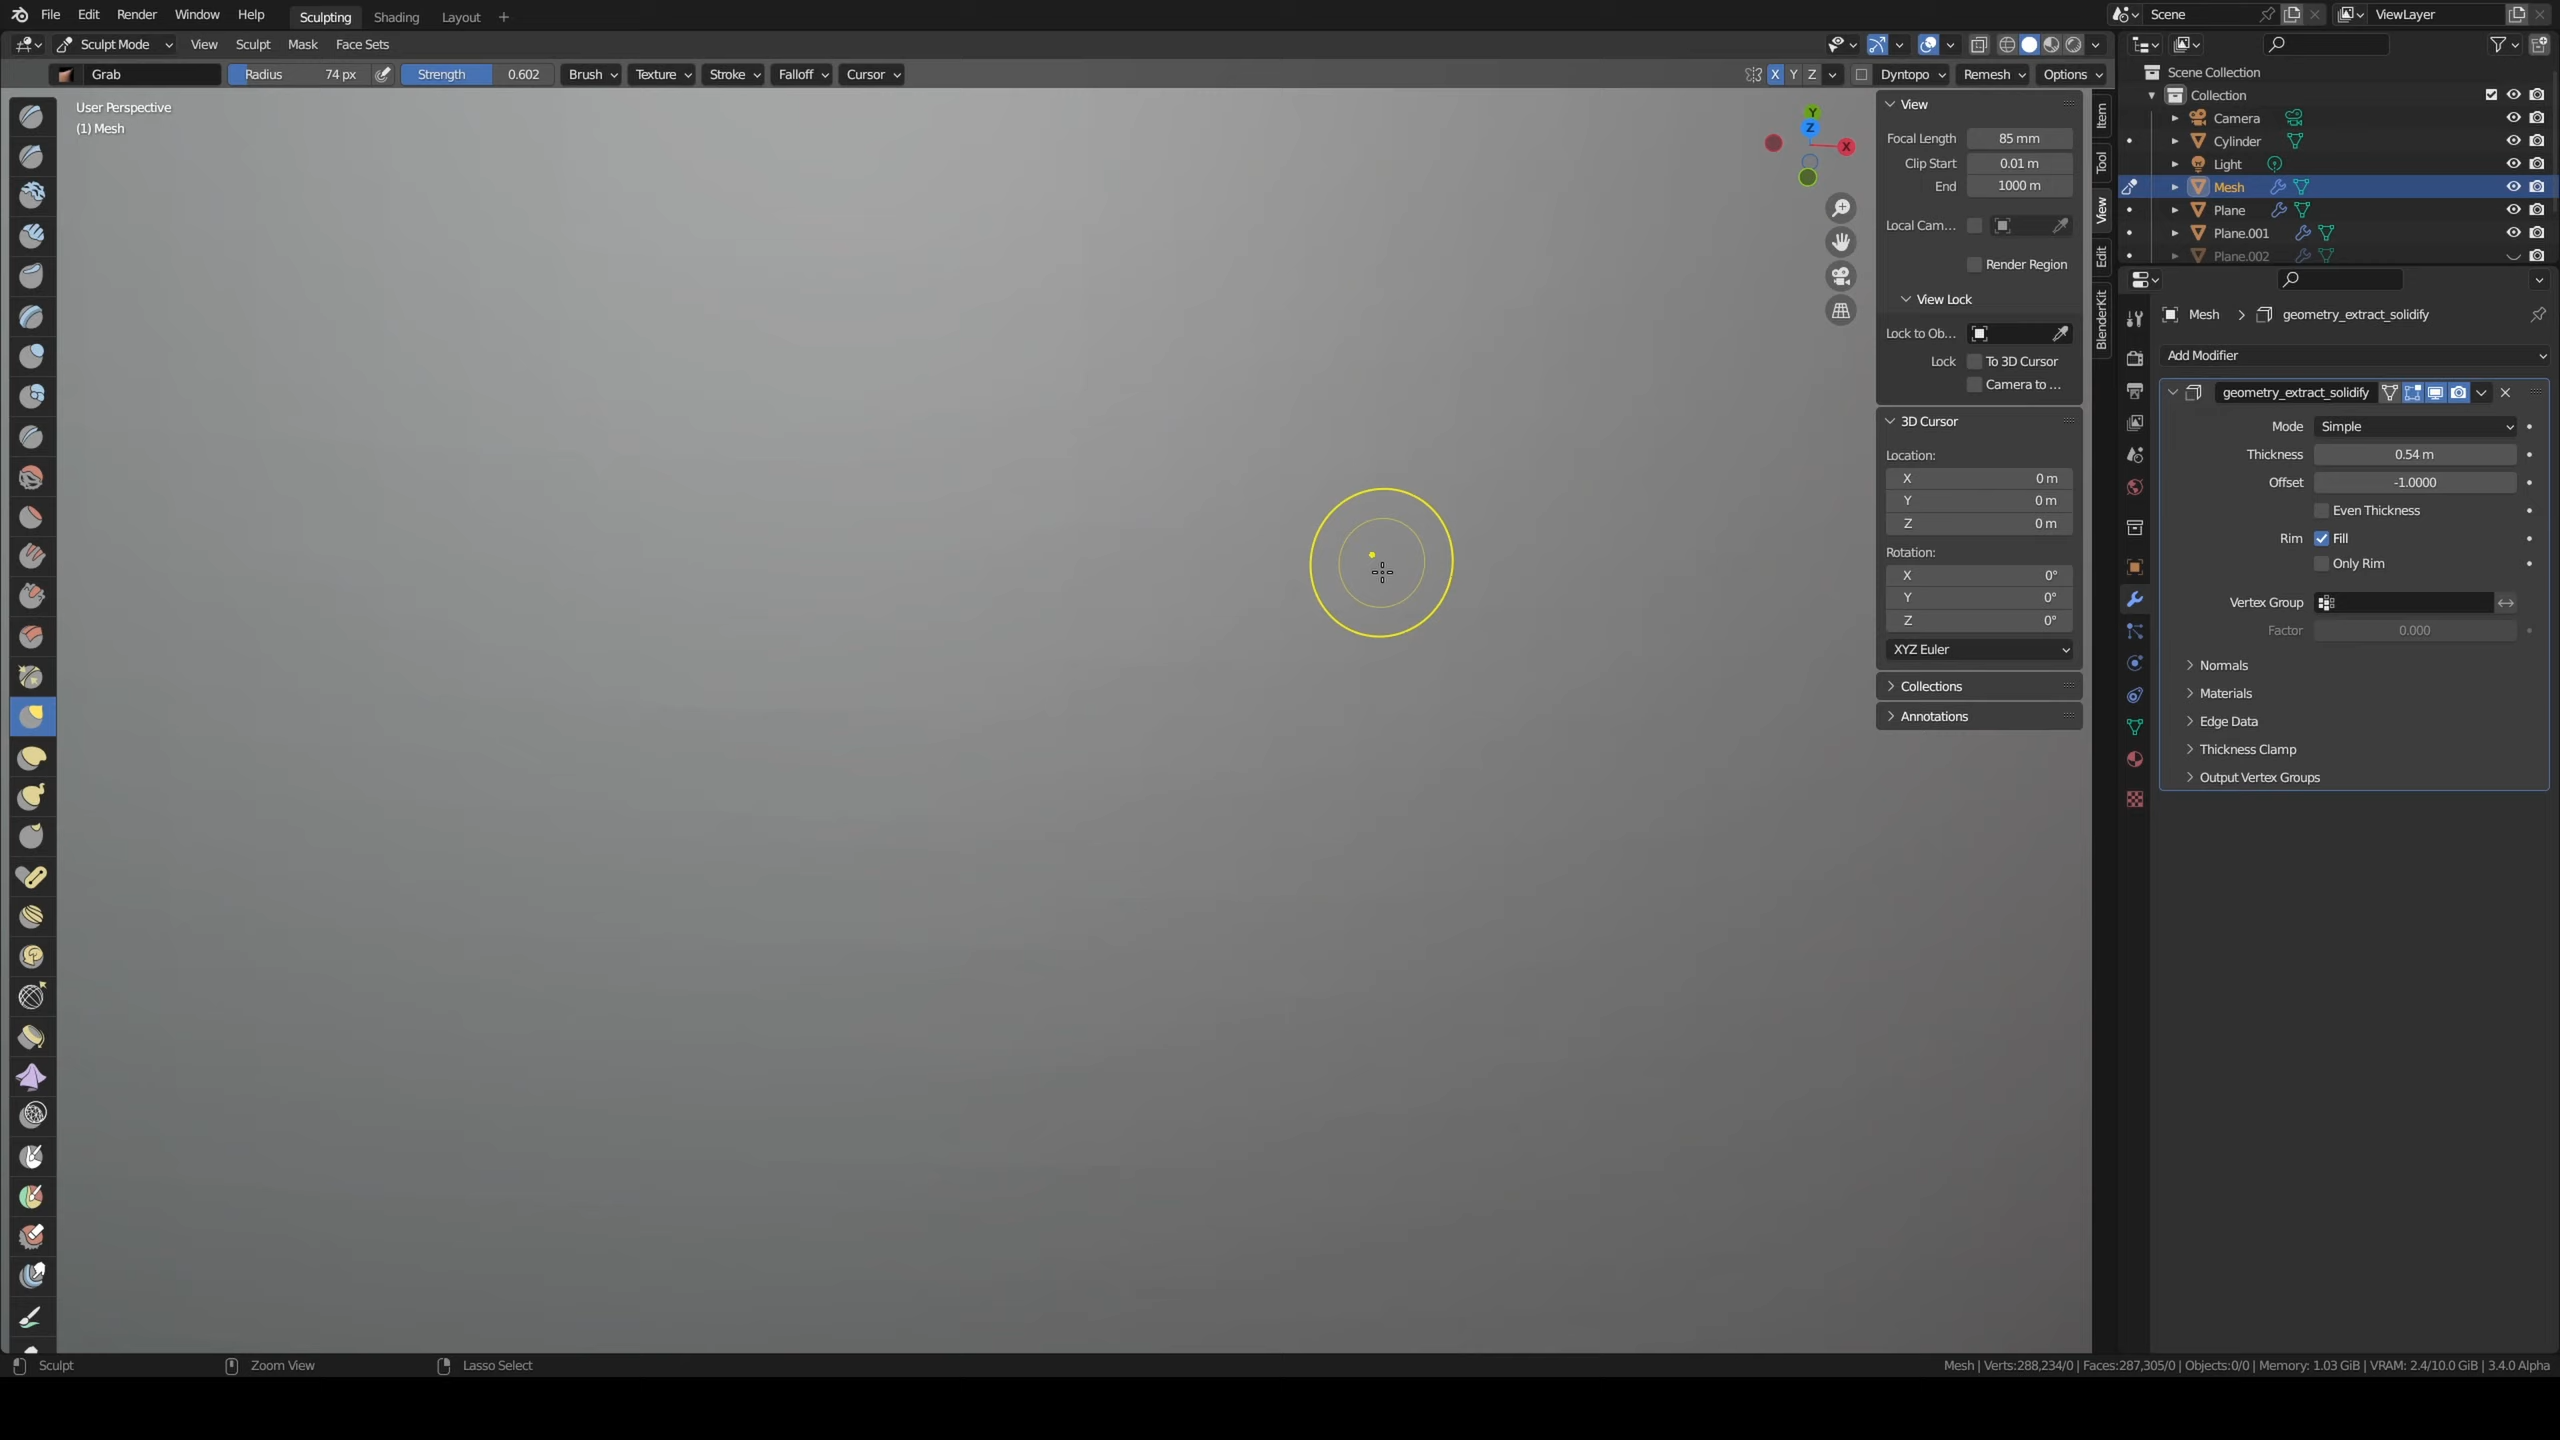 File Edit Render Window Help Sculpting Shading Layout + Scene ViewLayer
Sculpt Mode View Sculpt Mask Face Sets
Grab Radius 74 px Strength 0.602 Brush Texture Stroke Falloff Cursor X Y Z Dyntopo Remesh Options
User Perspective
(1) Mesh
Y
Z
X
View
Focal Length 85 mm
Clip Start 0.01 m
End 1000 m
Local Cam...
Render Region
View Lock
Lock to Ob...
Lock To 3D Cursor
Camera to ...
3D Cursor
Location:
X 0 m
Y 0 m
Z 0 m
Rotation:
X 0°
Y 0°
Z 0°
XYZ Euler
Collections
Annotations
Item
Tool
View
Edit
BlenderKit
Scene Collection
Collection
Camera
Cylinder
Light
Mesh
Plane
Plane.001
Plane.002
Mesh > geometry_extract_solidify
Add Modifier
geometry_extract_solidify
Mode Simple
Thickness 0.54 m
Offset -1.0000
Even Thickness
Rim Fill
Only Rim
Vertex Group
Factor 0.000
Normals
Materials
Edge Data
Thickness Clamp
Output Vertex Groups
Sculpt Zoom View Lasso Select Mesh | Verts:288,234/0 | Faces:287,305/0 | Objects:0/0 | Memory: 1.03 GiB | VRAM: 2.4/10.0 GiB | 3.4.0 Alpha